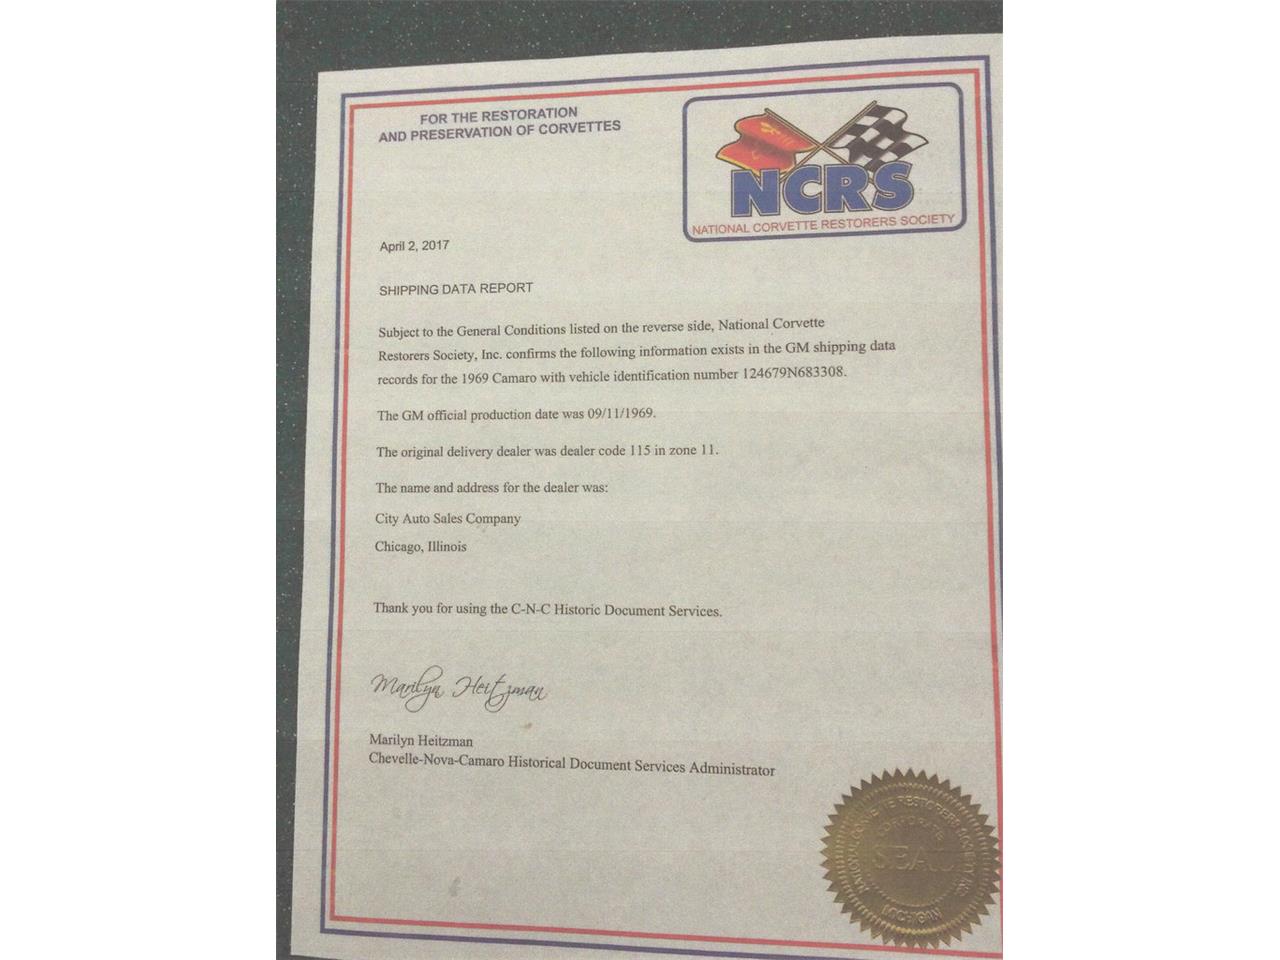 FOR THE RESTORATION
AND PRESERVATION OF CORVETTES
NCRS
NATIONAL CORVETTE RESTORERS SOCIETY
April 2, 2017
SHIPPING DATA REPORT
Subject to the General Conditions listed on the reverse side, National Corvette
Restorers Society, Inc. confirms the following information exists in the GM shipping data
records for the 1969 Camaro with vehicle identification number 124679N683308.
The GM official production date was 09/11/1969.
The original delivery dealer was dealer code 115 in zone 11.
The name and address for the dealer was:
City Auto Sales Company
Chicago, Illinois
Thank you for using the C-N-C Historic Document Services.
Marilyn Heitzman
Marilyn Heitzman
Chevelle-Nova-Camaro Historical Document Services Administrator
NATIONAL CORVETTE RESTORERS SOCIETY
CORPORATE
SEAL